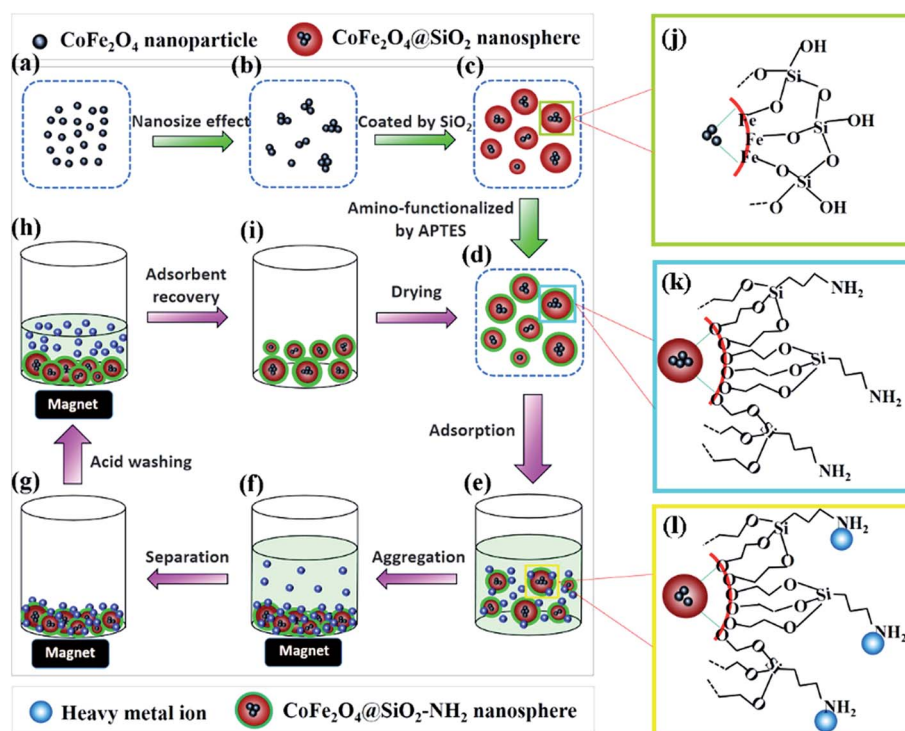 CoFe₂O₄ nanoparticle
CoFe₂O₄@SiO₂ nanosphere
(a)
(b)
(c)
Nanosize effect
Coated by SiO₂
Amino-functionalized
by APTES
(h)
(i)
(d)
Adsorbent
recovery
Drying
Magnet
Acid washing
Adsorption
(g)
(f)
(e)
Separation
Aggregation
Magnet
Magnet
Heavy metal ion
CoFe₂O₄@SiO₂-NH₂ nanosphere
(j)
OH
O Si
O O
Fe
Fe O Si OH
Fe
O O
Si
O OH
(k)
O Si NH₂
O O
O
O O
O O Si
O O
O O NH₂
O
O O
O Si
O NH₂
(l)
O Si NH₂
O O
O
O O
O O Si
O O
O O NH₂
O
O O
O Si
O NH₂